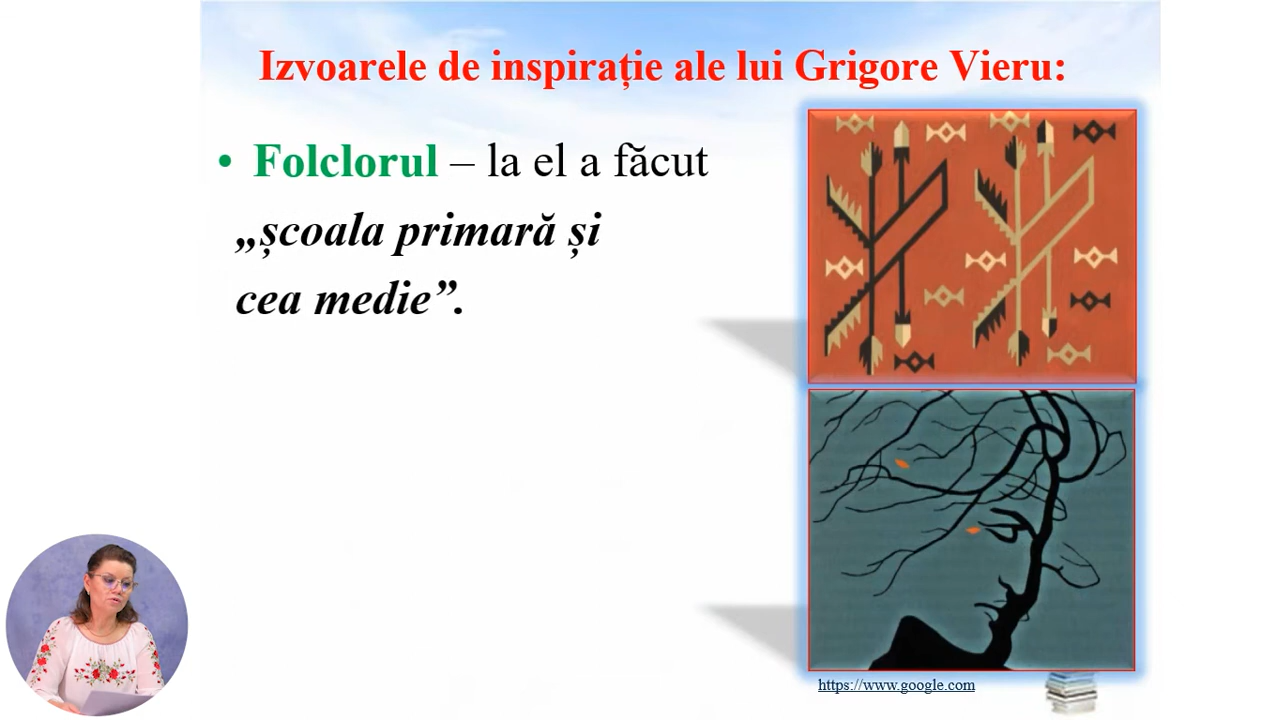 Izvoarele de inspirație ale lui Grigore Vieru:
• Folclorul – la el a făcut
„școala primară și
cea medie”.
https://www.google.com